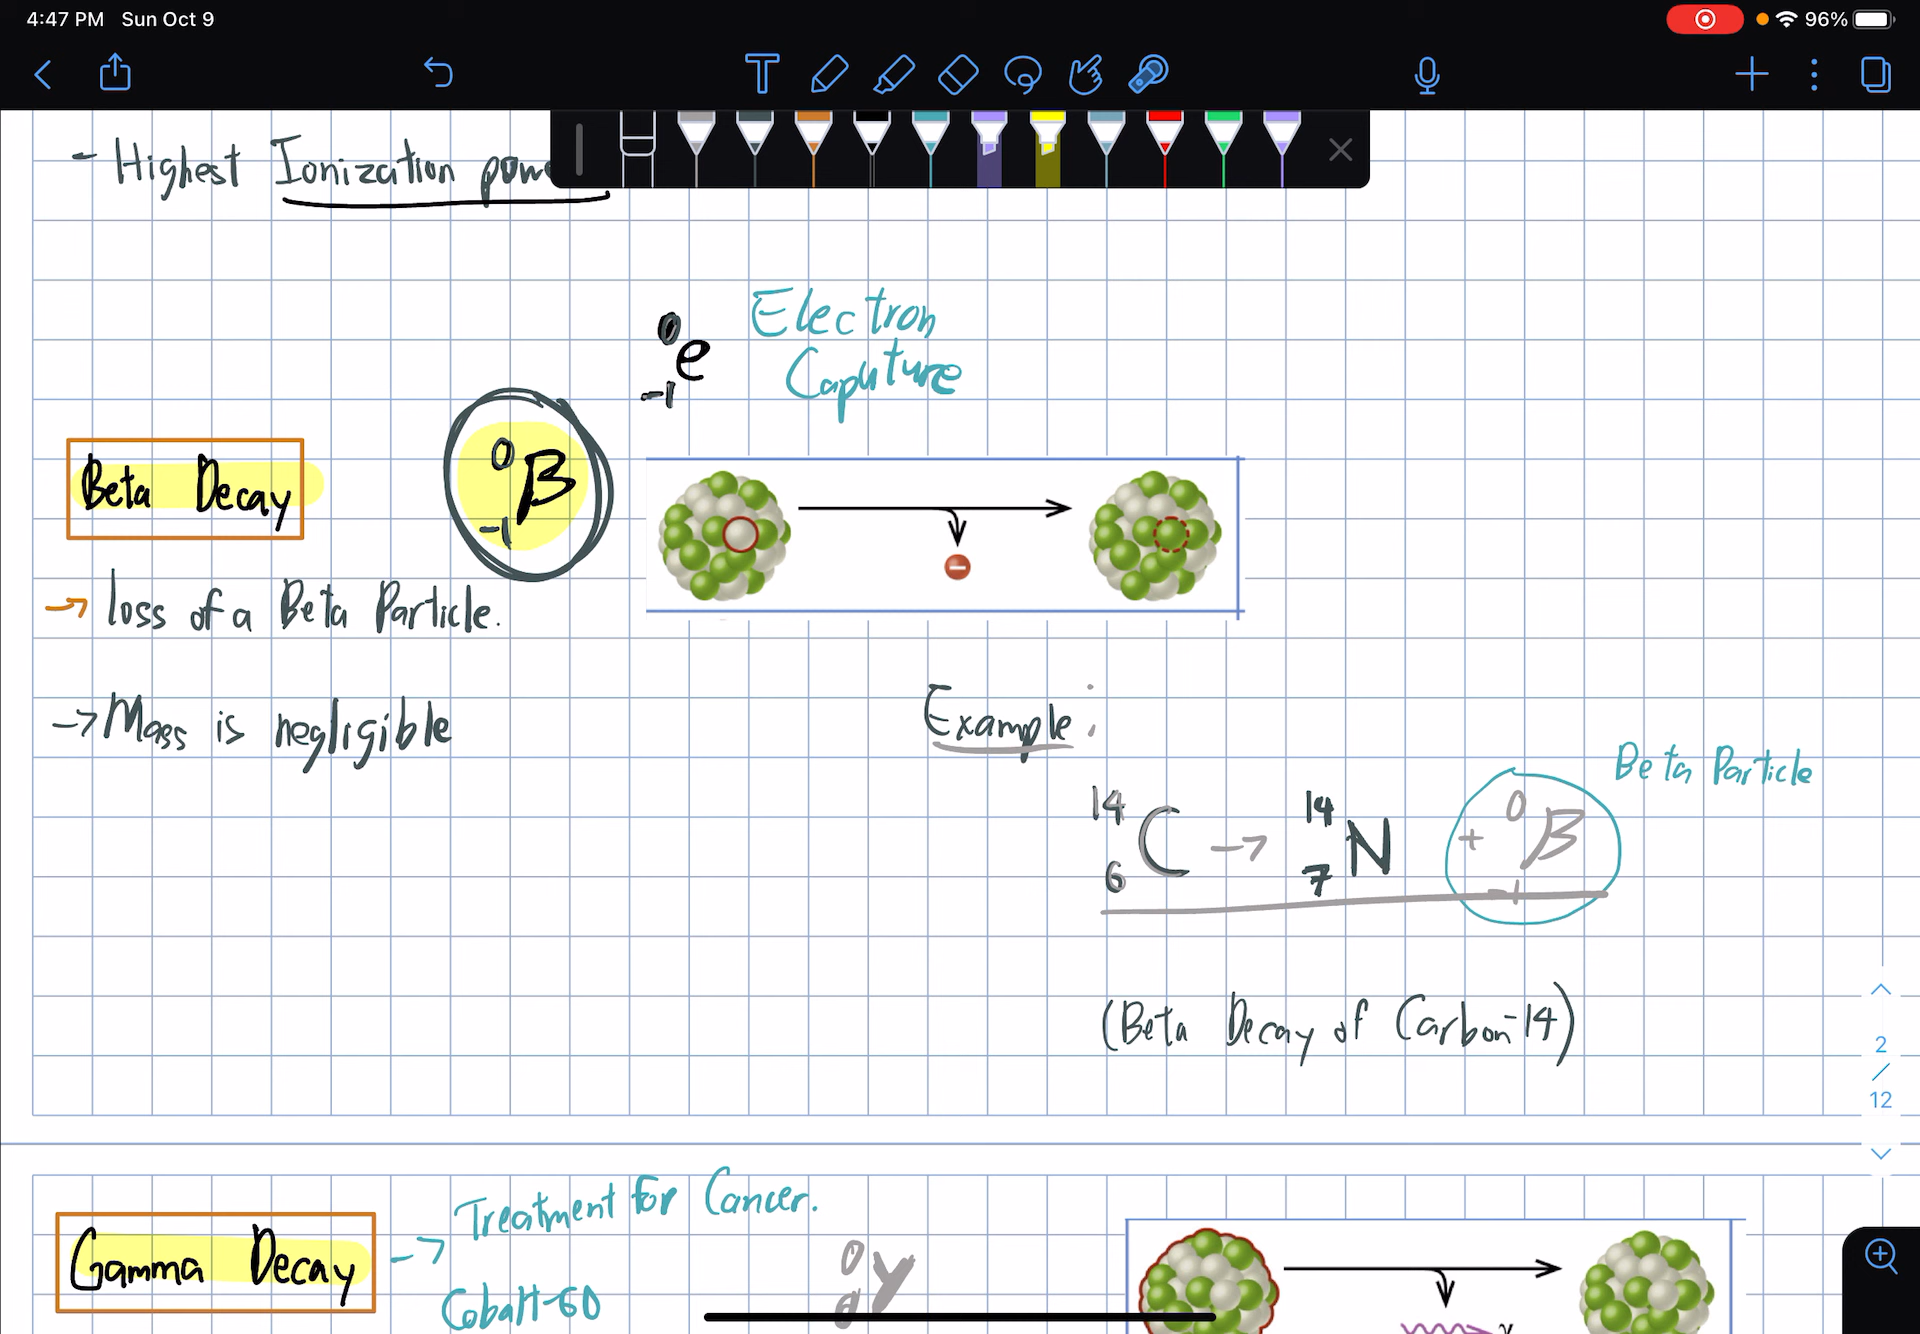 4:47 PM Sun Oct 9
96%
- Highest Ionization
0
-1 e
Electron
Caputure
Beta Decay
0
-1 β
→ loss of a Beta Particle.
→ Mass is negligible
Example:
Beta Particle
14 14 0
C → N + β
6 7 -1
(Beta Decay of Carbon-14)
2
/
12
Gamma Decay
→ Treatment for Cancer.
Cobalt-60
0
γ
0
γ